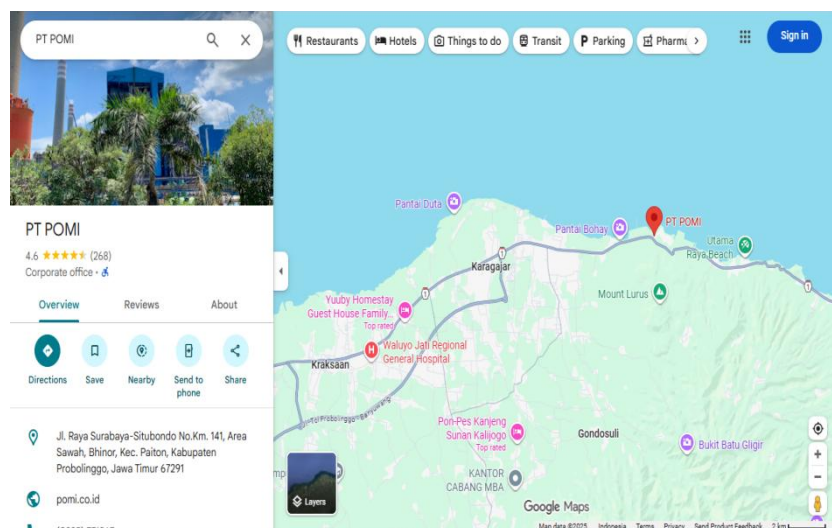 PT POMI
Restaurants
Hotels
Things to do
Transit
P Parking
Sign in
PT POMI
4.6 (268)
Corporate office ·
Overview
Reviews
About
Directions
Save
Nearby
Send to
phone
Share
Jl. Raya Surabaya-Situbondo No.Km. 141, Area
Sawah, Bhinor, Kec. Paiton, Kabupaten
Probolinggo, Jawa Timur 67291
pomi.co.id
Pantai Duta
Pantai Bohay
PT POMI
Utama
Raya Beach
1
Karagajar
1
1
1
Mount Lurus
Yuuby Homestay
Guest House Family...
Top rated
Waluyo Jati Regional
General Hospital
H
Kraksaan
Pon-Pes Kanjeng
Sunan Kalijogo
Top rated
Gondosuli
Bukit Batu Gligir
KANTOR
CABANG MBA
Layers
Google Maps
Map data ©2025 Indonesia Terms Privacy Send Product Feedback 2 km